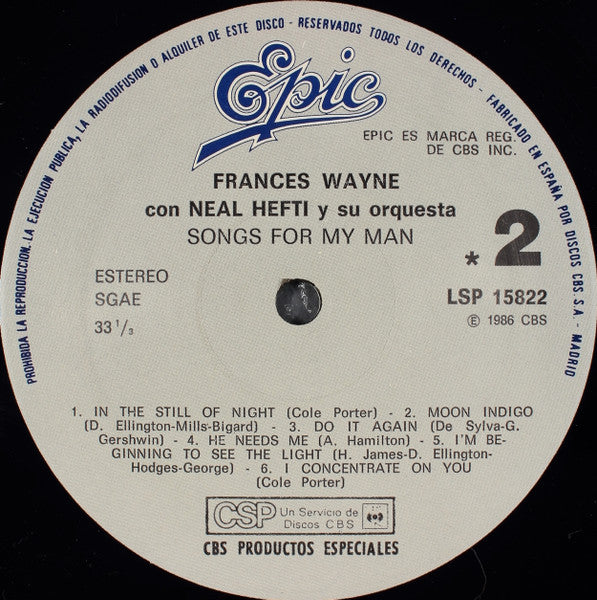 PROHIBIDA LA REPRODUCCION. LA EJECUCION PUBLICA, LA RADIODIFUSION O ALQUILER DE ESTE DISCO - RESERVADOS TODOS LOS DERECHOS - FABRICADO EN ESPAÑA POR DISCOS CBS S.A - MADRID
Epic
EPIC ES MARCA REG.
DE CBS INC.
FRANCES WAYNE
con NEAL HEFTI y su orquesta
SONGS FOR MY MAN
* 2
ESTEREO
SGAE
33 1/3
LSP 15822
Ⓔ 1986 CBS
1. IN THE STILL OF NIGHT (Cole Porter) - 2. MOON INDIGO
(D. Ellington-Mills-Bigard) - 3. DO IT AGAIN (De Sylva-G.
Gershwin) - 4. HE NEEDS ME (A. Hamilton) - 5. I'M BE-
GINNING TO SEE THE LIGHT (H. James-D. Ellington-
Hodges-George) - 6. I CONCENTRATE ON YOU
(Cole Porter)
CSP Un Servicio de
Discos CBS
CBS PRODUCTOS ESPECIALES